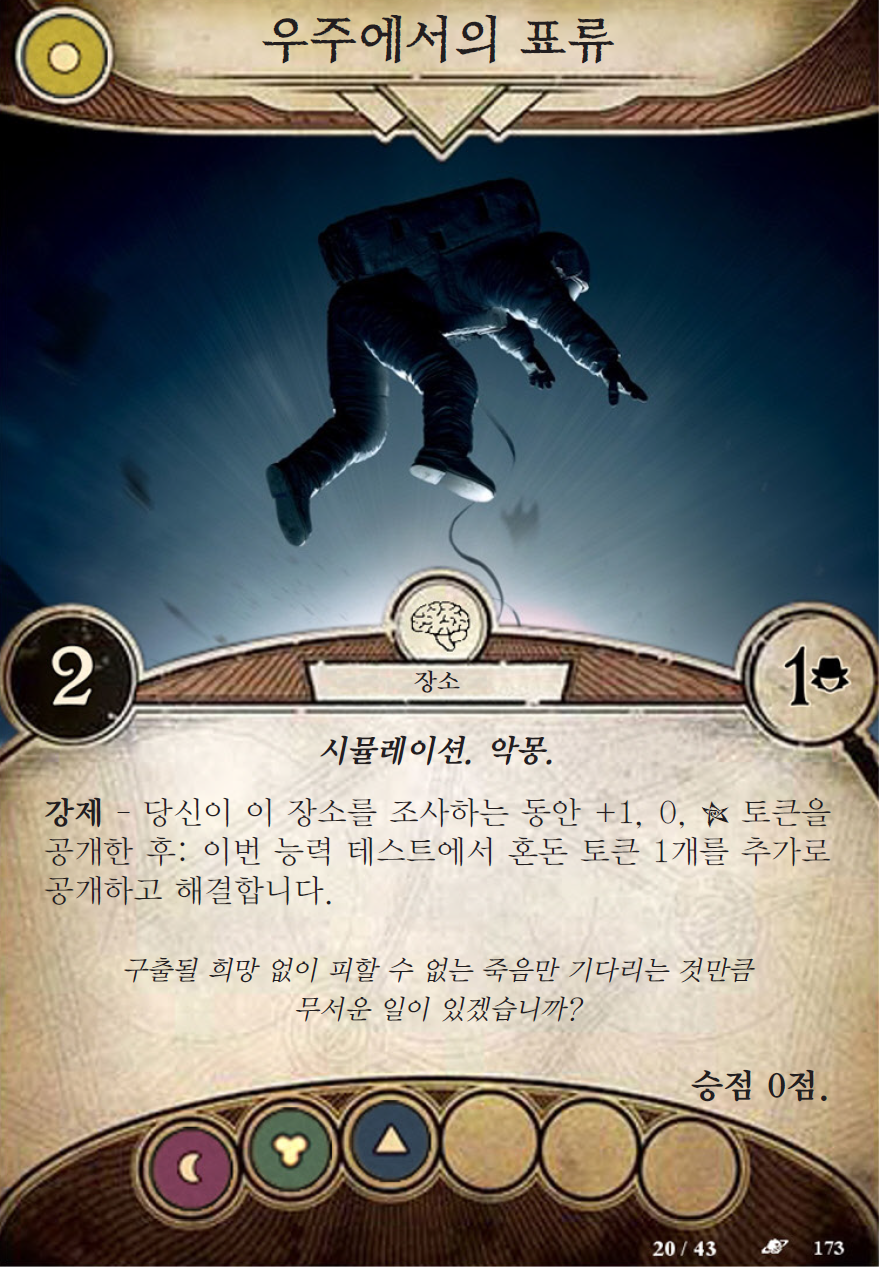 우주에서의 표류
2
장소
1
시뮬레이션. 악몽.
강제 - 당신이 이 장소를 조사하는 동안 +1, 0, 토큰을
공개한 후: 이번 능력 테스트에서 혼돈 토큰 1개를 추가로
공개하고 해결합니다.
구출될 희망 없이 피할 수 없는 죽음만 기다리는 것만큼
무서운 일이 있겠습니까?
승점 0점.
20 / 43 173